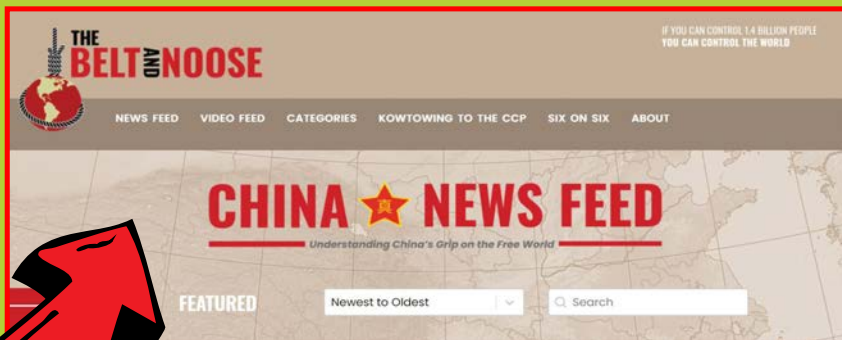 THE
BELT AND NOOSE
IF YOU CAN CONTROL 1.4 BILLION PEOPLE
YOU CAN CONTROL THE WORLD
NEWS FEED VIDEO FEED CATEGORIES KOWTOWING TO THE CCP SIX ON SIX ABOUT
CHINA 真 NEWS FEED
Understanding China's Grip on the Free World
FEATURED Newest to Oldest Search